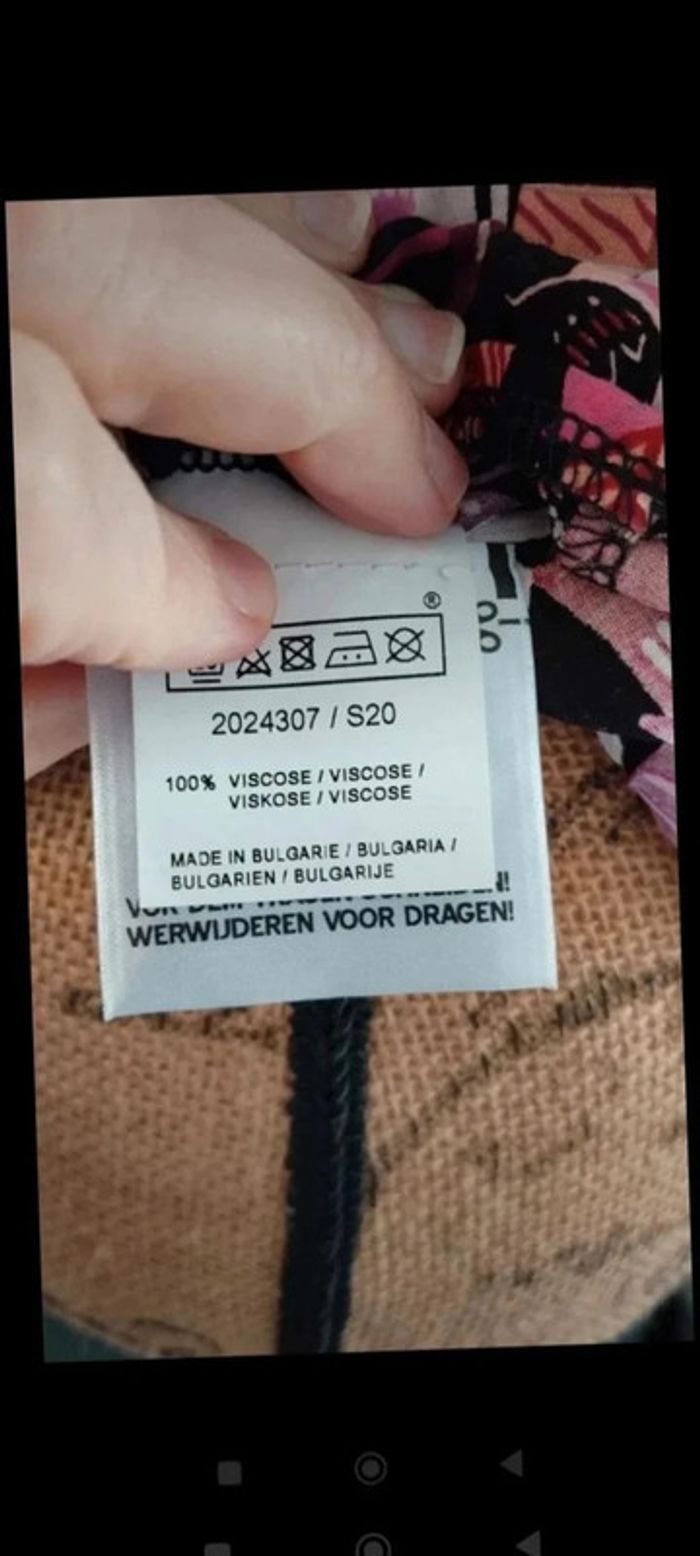 ®
2024307 / S20
100% VISCOSE / VISCOSE /
VISKOSE / VISCOSE
MADE IN BULGARIE / BULGARIA /
BULGARIEN / BULGARIJE
WERWIJDEREN VOOR DRAGEN!